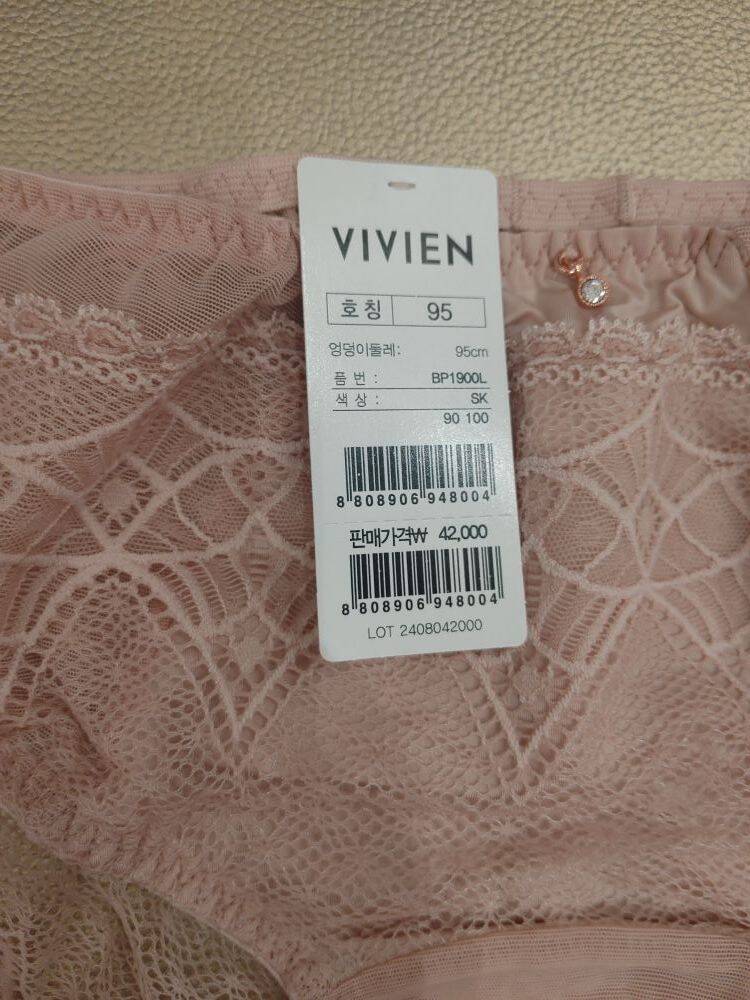 VIVIEN
호칭 95
엉덩이둘레: 95cm
품 번 : BP1900L
색 상 : SK
90 100
8 808906 948004
판매가격₩ 42,000
8 808906 948004
LOT 2408042000